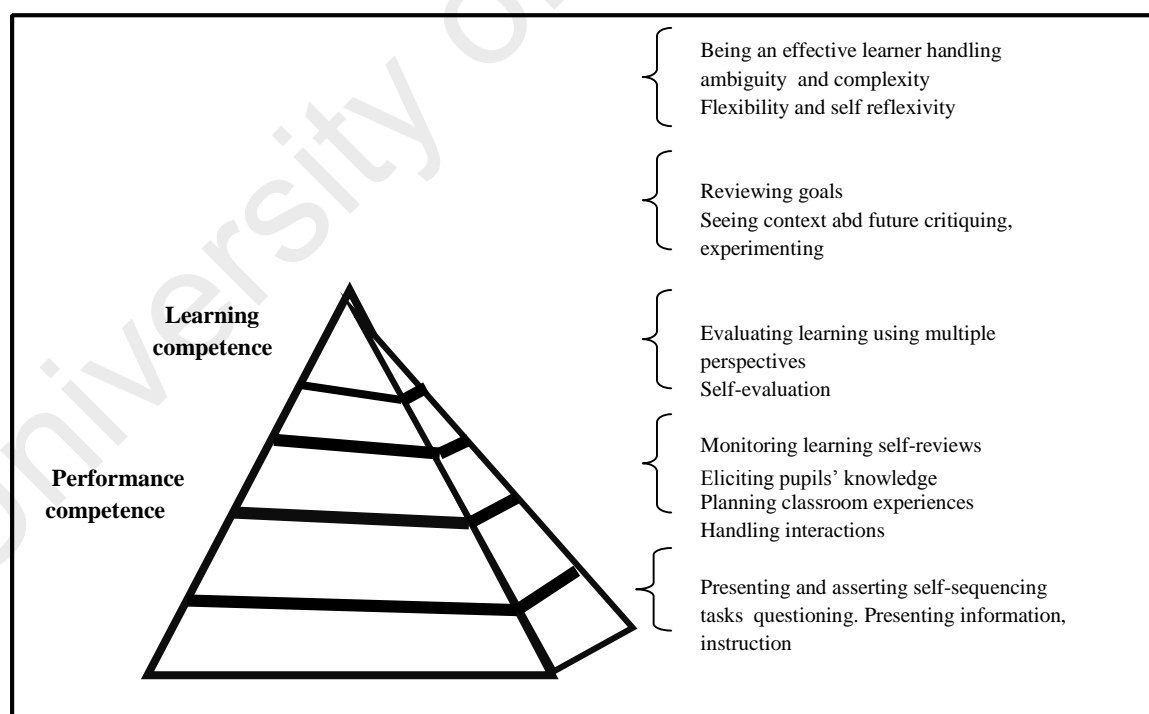 Being an effective learner handling
ambiguity and complexity
Flexibility and self reflexivity
Reviewing goals
Seeing context abd future critiquing,
experimenting
Learning
competence
Evaluating learning using multiple
perspectives
Self-evaluation
Performance
competence
Monitoring learning self-reviews
Eliciting pupils’ knowledge
Planning classroom experiences
Handling interactions
Presenting and asserting self-sequencing
tasks questioning. Presenting information,
instruction
University of